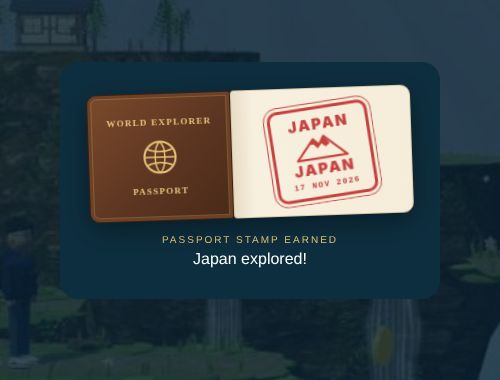 WORLD EXPLORER
PASSPORT
JAPAN
JAPAN
17 NOV 2026
PASSPORT STAMP EARNED
Japan explored!